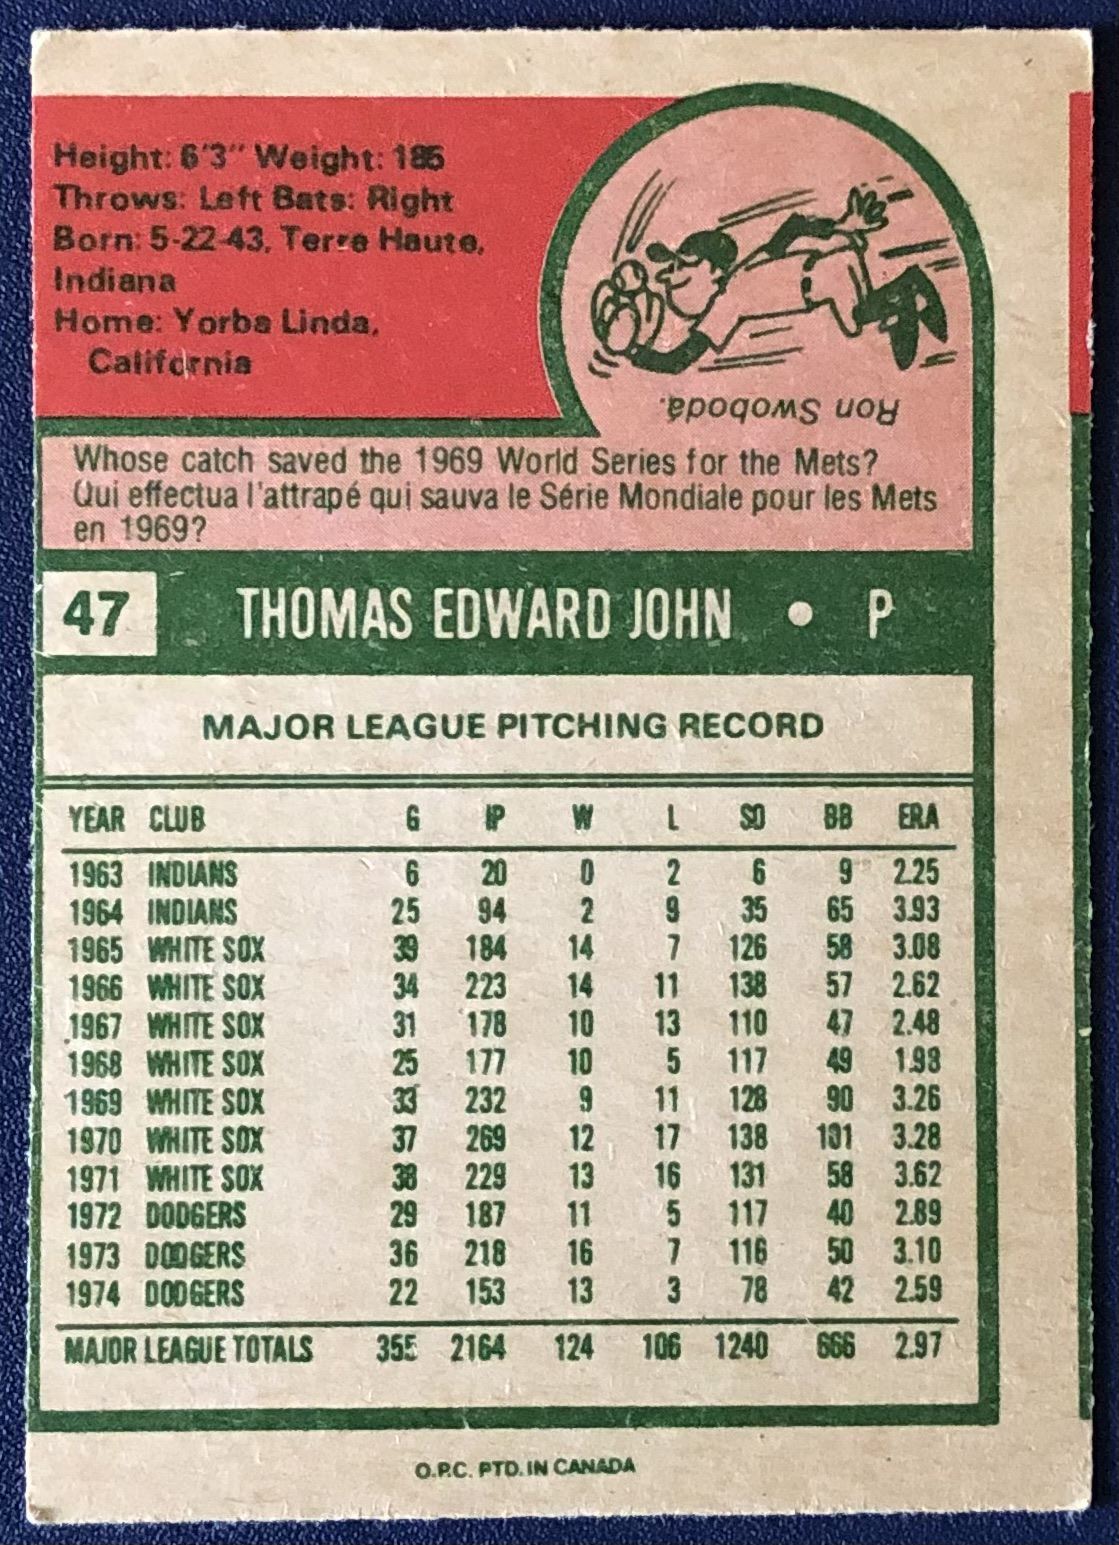 Height: 6'3" Weight: 185
Throws: Left Bats: Right
Born: 5-22-43, Terre Haute,
Indiana
Home: Yorba Linda,
California
Ron Swoboda.
Whose catch saved the 1969 World Series for the Mets?
Qui effectua l'attrapé qui sauva le Série Mondiale pour les Mets
en 1969?
47 THOMAS EDWARD JOHN • P
MAJOR LEAGUE PITCHING RECORD
YEAR CLUB G IP W L SO BB ERA
1963 INDIANS 6 20 0 2 6 9 2.25
1964 INDIANS 25 94 2 9 35 65 3.93
1965 WHITE SOX 39 184 14 7 126 58 3.08
1966 WHITE SOX 34 223 14 11 138 57 2.62
1967 WHITE SOX 31 178 10 13 110 47 2.48
1968 WHITE SOX 25 177 10 5 117 49 1.98
1969 WHITE SOX 33 232 9 11 128 90 3.26
1970 WHITE SOX 37 269 12 17 138 101 3.28
1971 WHITE SOX 38 229 13 16 131 58 3.62
1972 DODGERS 29 187 11 5 117 40 2.89
1973 DODGERS 36 218 16 7 116 50 3.10
1974 DODGERS 22 153 13 3 78 42 2.59
MAJOR LEAGUE TOTALS 355 2164 124 106 1240 666 2.97
O.P.C. PTD. IN CANADA